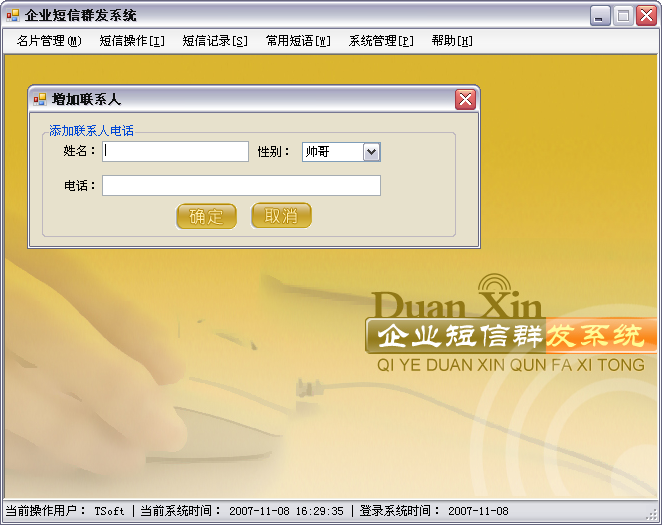 企业短信群发系统
名片管理(M) 短信操作[I] 短信记录[S] 常用短语[W] 系统管理[P] 帮助[H]
增加联系人
添加联系人电话
姓名： 性别： 帅哥
电话：
确定 取消
Duan Xin
企业短信群发系统
QI YE DUAN XIN QUN FA XI TONG
当前操作用户： TSoft | 当前系统时间： 2007-11-08 16:29:35 | 登录系统时间： 2007-11-08